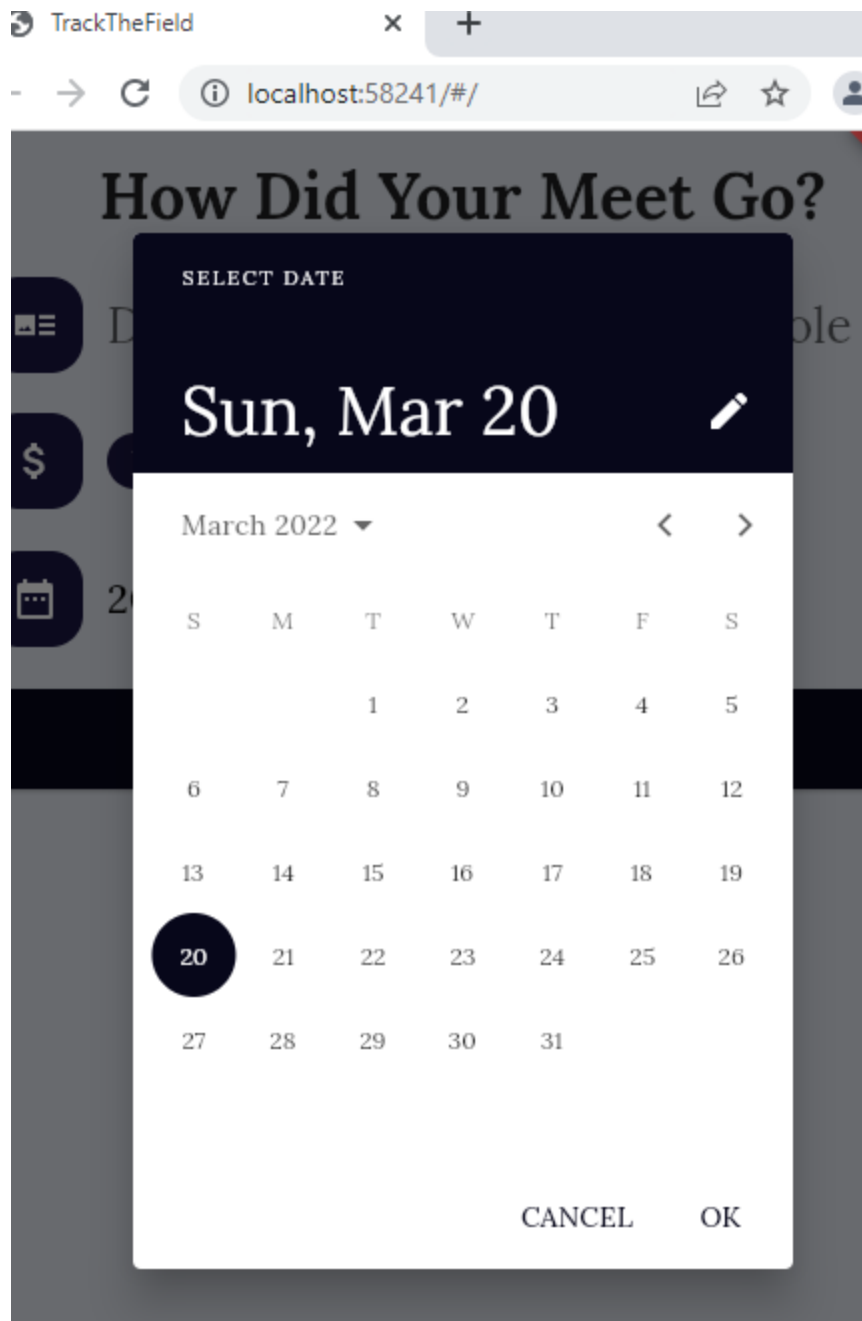 TrackTheField
localhost:58241/#/
How Did Your Meet Go?
SELECT DATE
Sun, Mar 20
March 2022
S M T W T F S
1 2 3 4 5
6 7 8 9 10 11 12
13 14 15 16 17 18 19
20 21 22 23 24 25 26
27 28 29 30 31
CANCEL OK